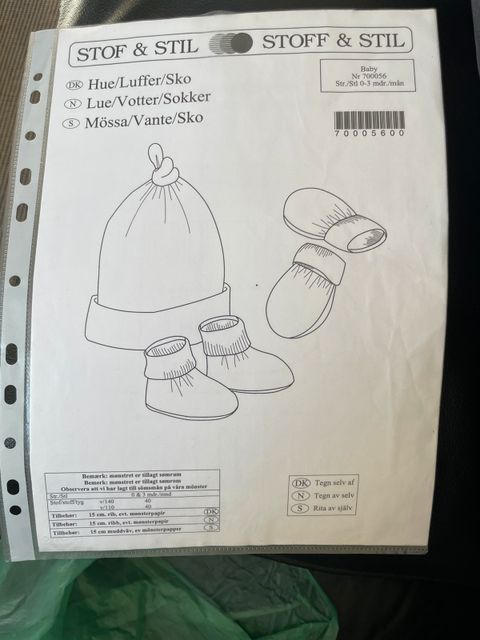 STOF & STIL STOFF & STIL
DK Hue/Luffer/Sko
N Lue/Votter/Sokker
S Mössa/Vante/Sko
Baby
Nr 700056
Str./Stl 0-3 mdr./mån
70005600
Bemærk: mønstret er tillagt sømrum
Bemerk: mønstret er tillagt sømrom
Observera att vi har lagt till sömsmån på våra mönster
Str./Stl 0 & 3 mdr./mnd
Stof/stoff/tyg v/140 40
v/110 40
Tilbehør: 15 cm. rib, evt. mønsterpapir DK
Tilbehør: 15 cm. ribb, evt. mønsterpapir N
Tillbehör: 15 cm muddväv, ev mönsterpapper S
DK Tegn selv af
N Tegn av selv
S Rita av själv